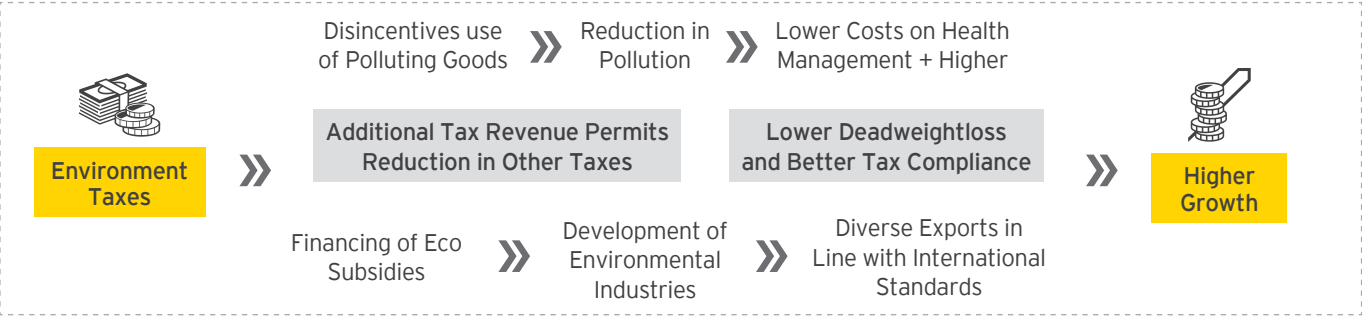 Environment
Taxes
Disincentives use
of Polluting Goods
Reduction in
Pollution
Lower Costs on Health
Management + Higher
Additional Tax Revenue Permits
Reduction in Other Taxes
Lower Deadweightloss
and Better Tax Compliance
Financing of Eco
Subsidies
Development of
Environmental
Industries
Diverse Exports in
Line with International
Standards
Higher
Growth